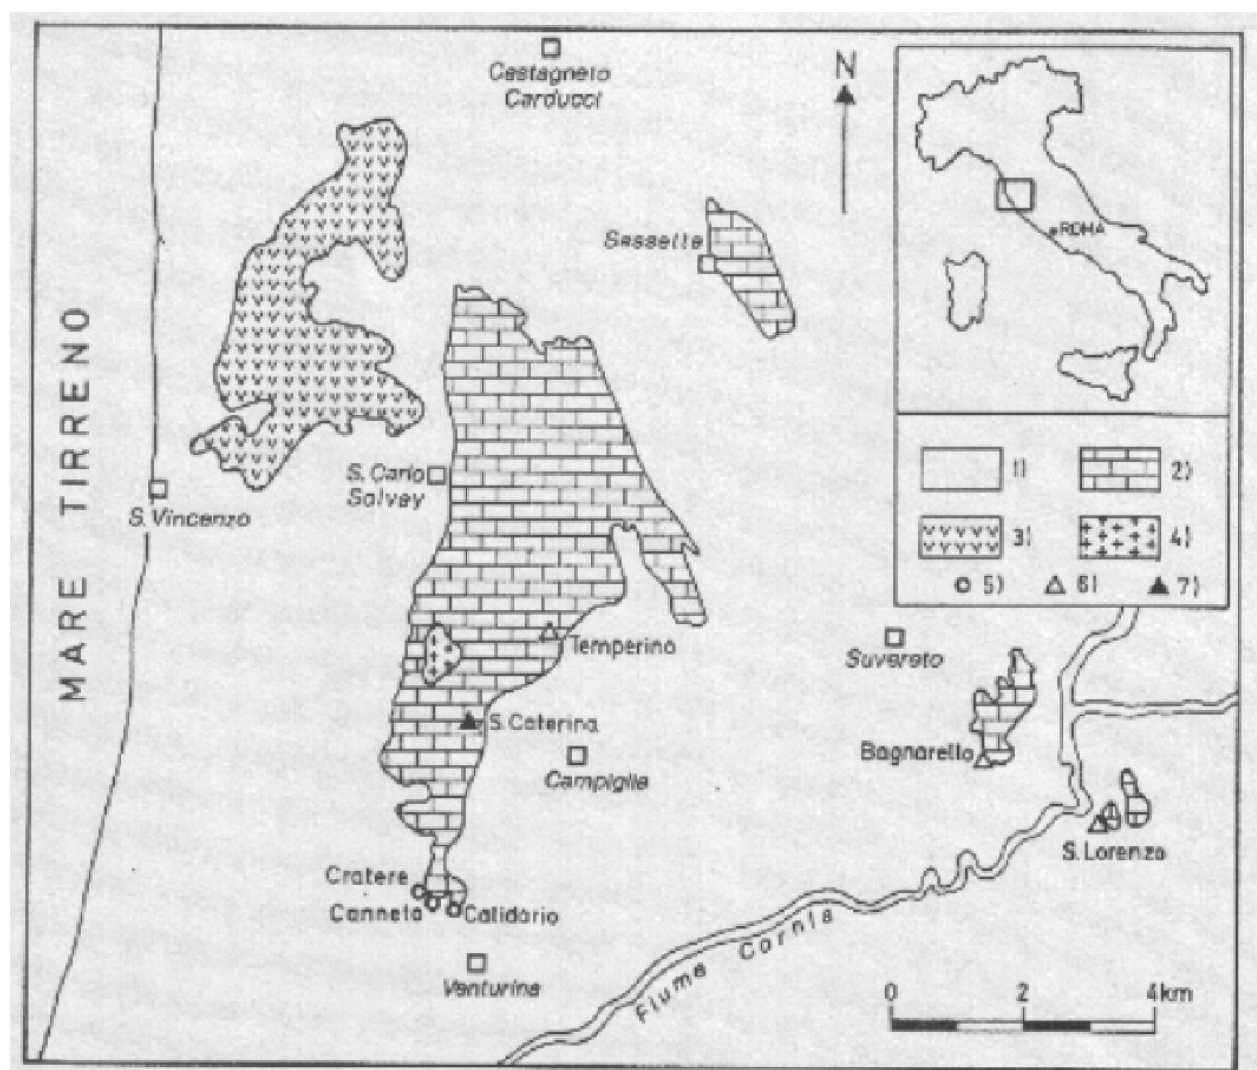 Castagneto
Carducci
N
ROMA
Sassetta
MARE TIRRENO
S. Carlo
Solvay
S. Vincenzo
1)
2)
3)
4)
5)
6)
7)
Temperino
Suvereto
S. Caterina
Campiglia
Bagnarello
S. Lorenzo
Cratere
Canneto
Calidario
Venturina
Fiume Cornia
0 2 4km